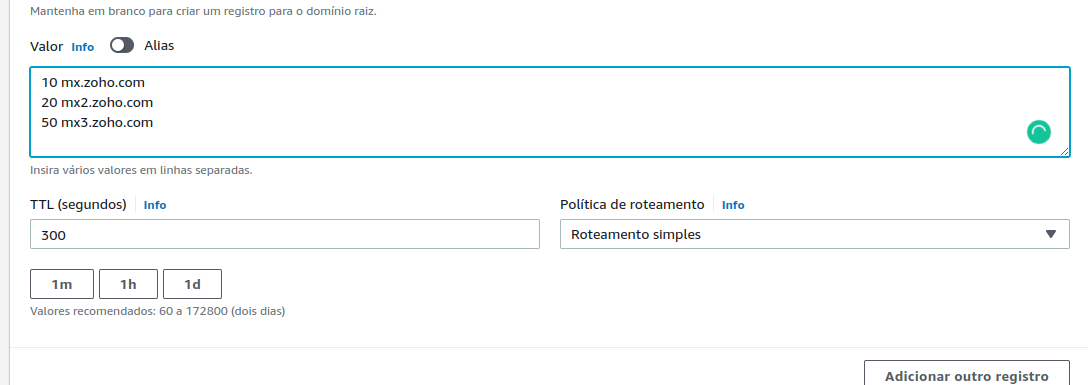 Mantenha em branco para criar um registro para o domínio raiz.
Valor Info Alias
10 mx.zoho.com
20 mx2.zoho.com
50 mx3.zoho.com
Insira vários valores em linhas separadas.
TTL (segundos) Info
Política de roteamento Info
300
Roteamento simples
1m 1h 1d
Valores recomendados: 60 a 172800 (dois dias)
Adicionar outro registro